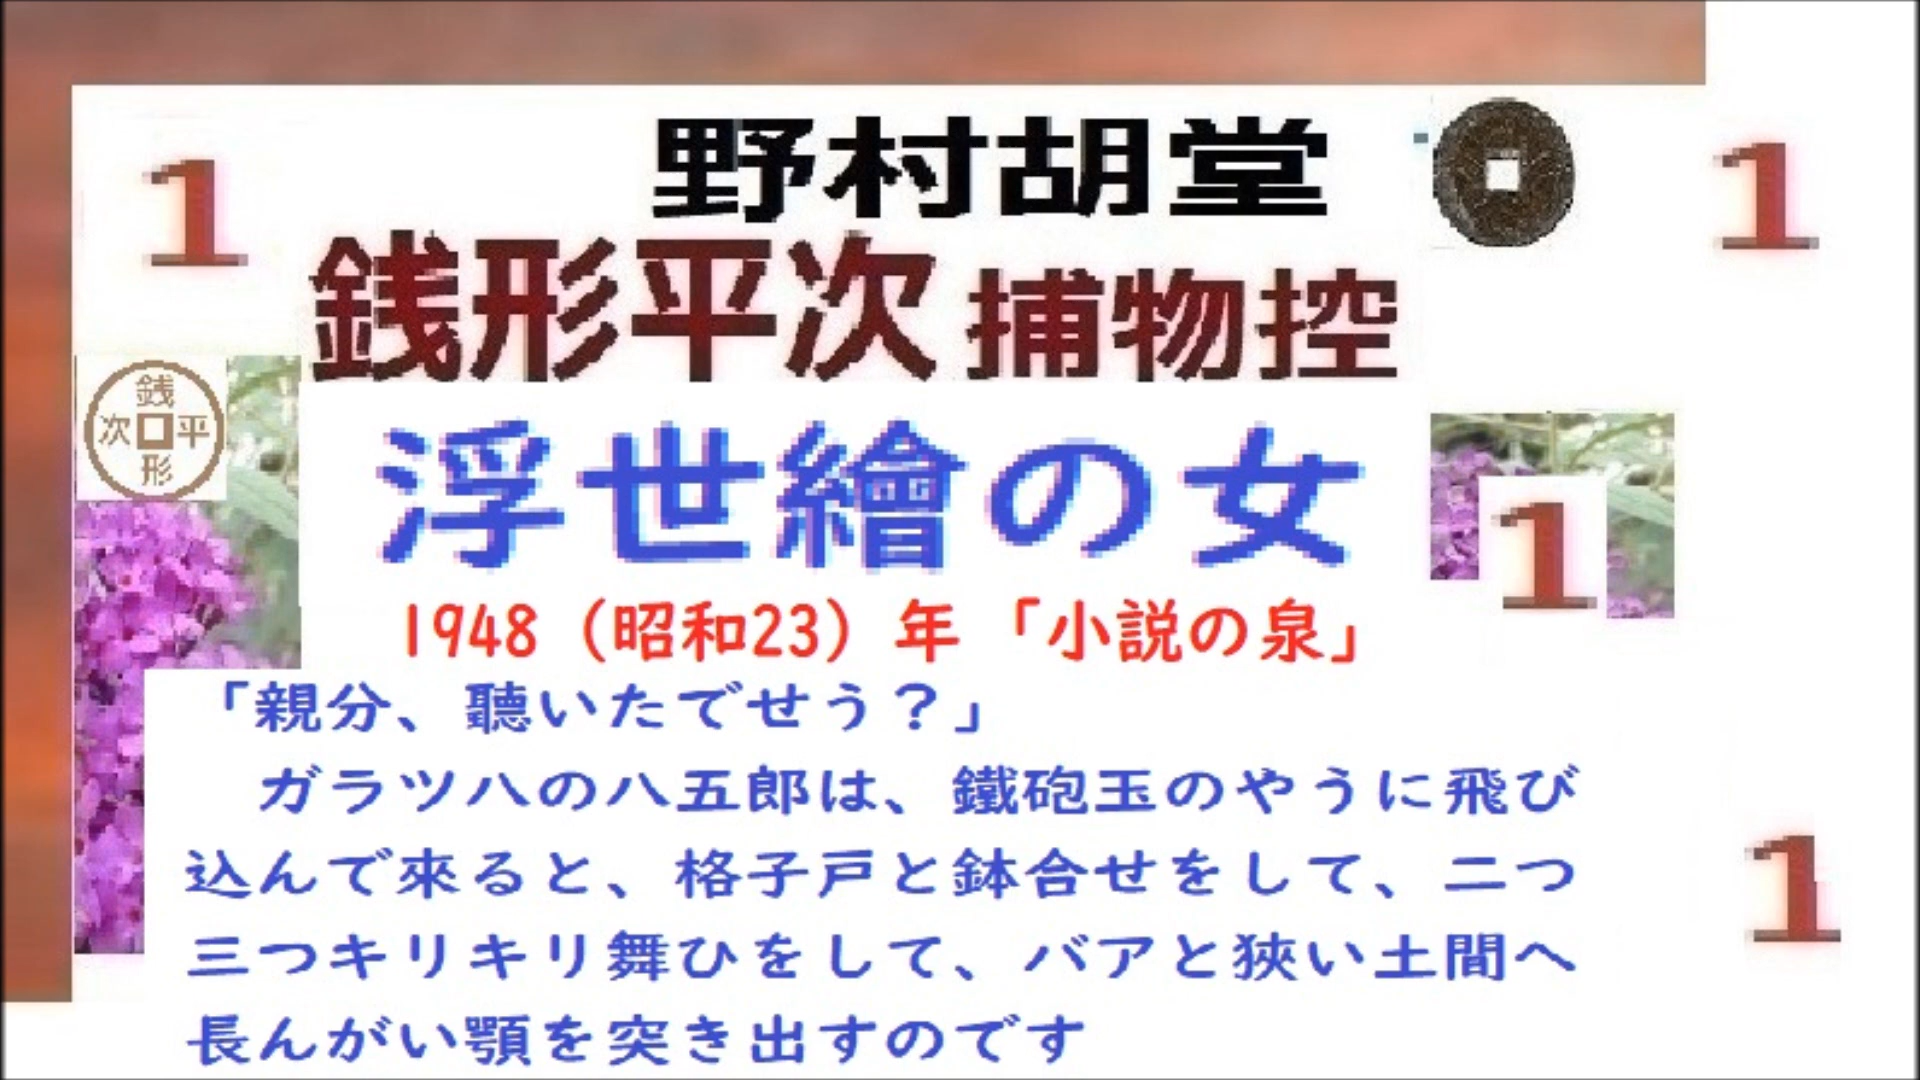 野村胡堂
1
1
銭形平次 捕物控
銭
次 平
形
浮世繪の女
1
1948（昭和23）年 「小説の泉」
「親分、聽いたでせう？」
ガラツハのハ五郎は、鐵砲玉のやうに飛び
込んで來ると、格子戸と鉢合せをして、二つ
1
三つキリキリ舞ひをして、バアと狹い土間へ
長んがい顎を突き出すのです